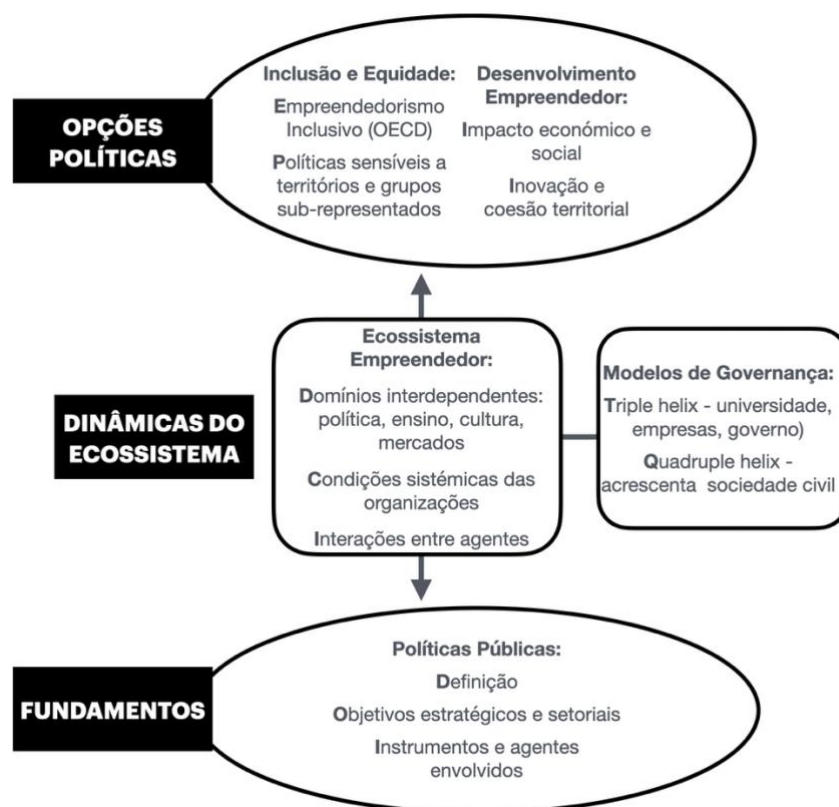 OPÇÕES
POLÍTICAS
Inclusão e Equidade:
Empreendedorismo
Inclusivo (OECD)
Políticas sensíveis a
territórios e grupos
sub-representados
Desenvolvimento
Empreendedor:
Impacto económico e
social
Inovação e
coesão territorial
DINÂMICAS DO
ECOSSISTEMA
Ecossistema
Empreendedor:
Domínios interdependentes:
política, ensino, cultura,
mercados
Condições sistémicas das
organizações
Interações entre agentes
Modelos de Governança:
Triple helix - universidade,
empresas, governo)
Quadruple helix -
acrescenta sociedade civil
FUNDAMENTOS
Políticas Públicas:
Definição
Objetivos estratégicos e setoriais
Instrumentos e agentes
envolvidos